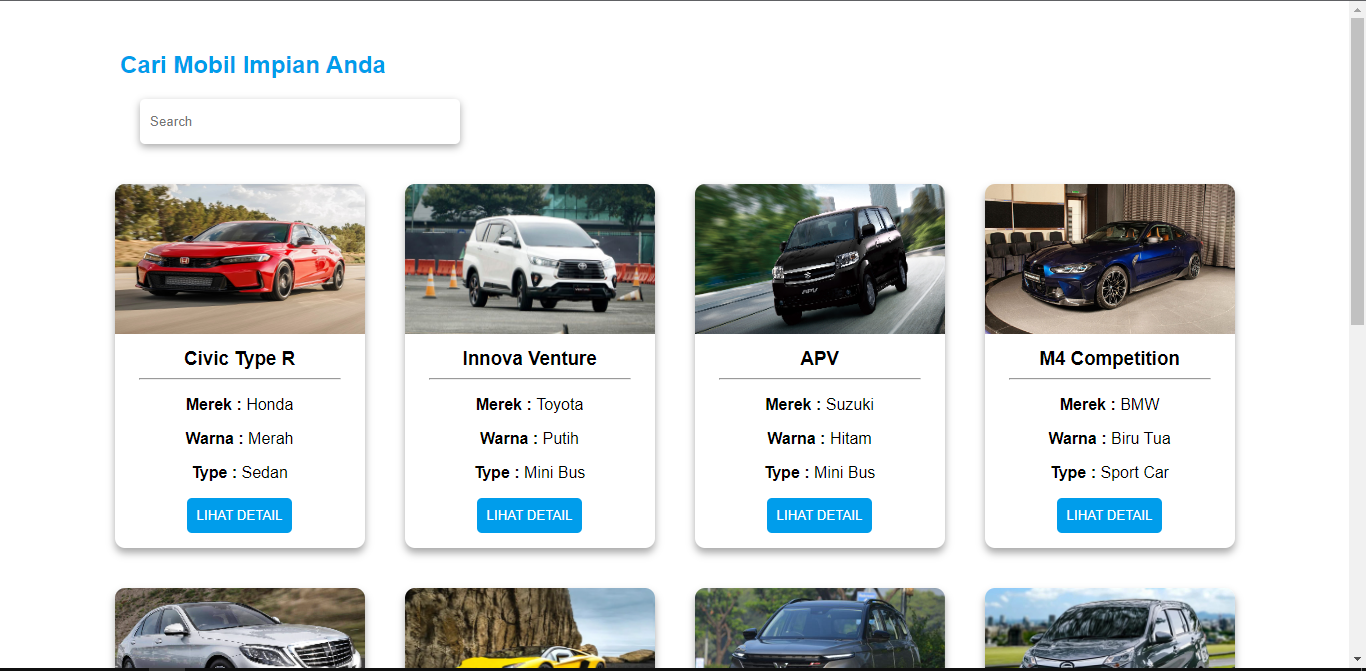 Cari Mobil Impian Anda
Search
Civic Type R
Merek : Honda
Warna : Merah
Type : Sedan
LIHAT DETAIL
Innova Venture
Merek : Toyota
Warna : Putih
Type : Mini Bus
LIHAT DETAIL
APV
APV
Merek : Suzuki
Warna : Hitam
Type : Mini Bus
LIHAT DETAIL
M4 Competition
Merek : BMW
Warna : Biru Tua
Type : Sport Car
LIHAT DETAIL